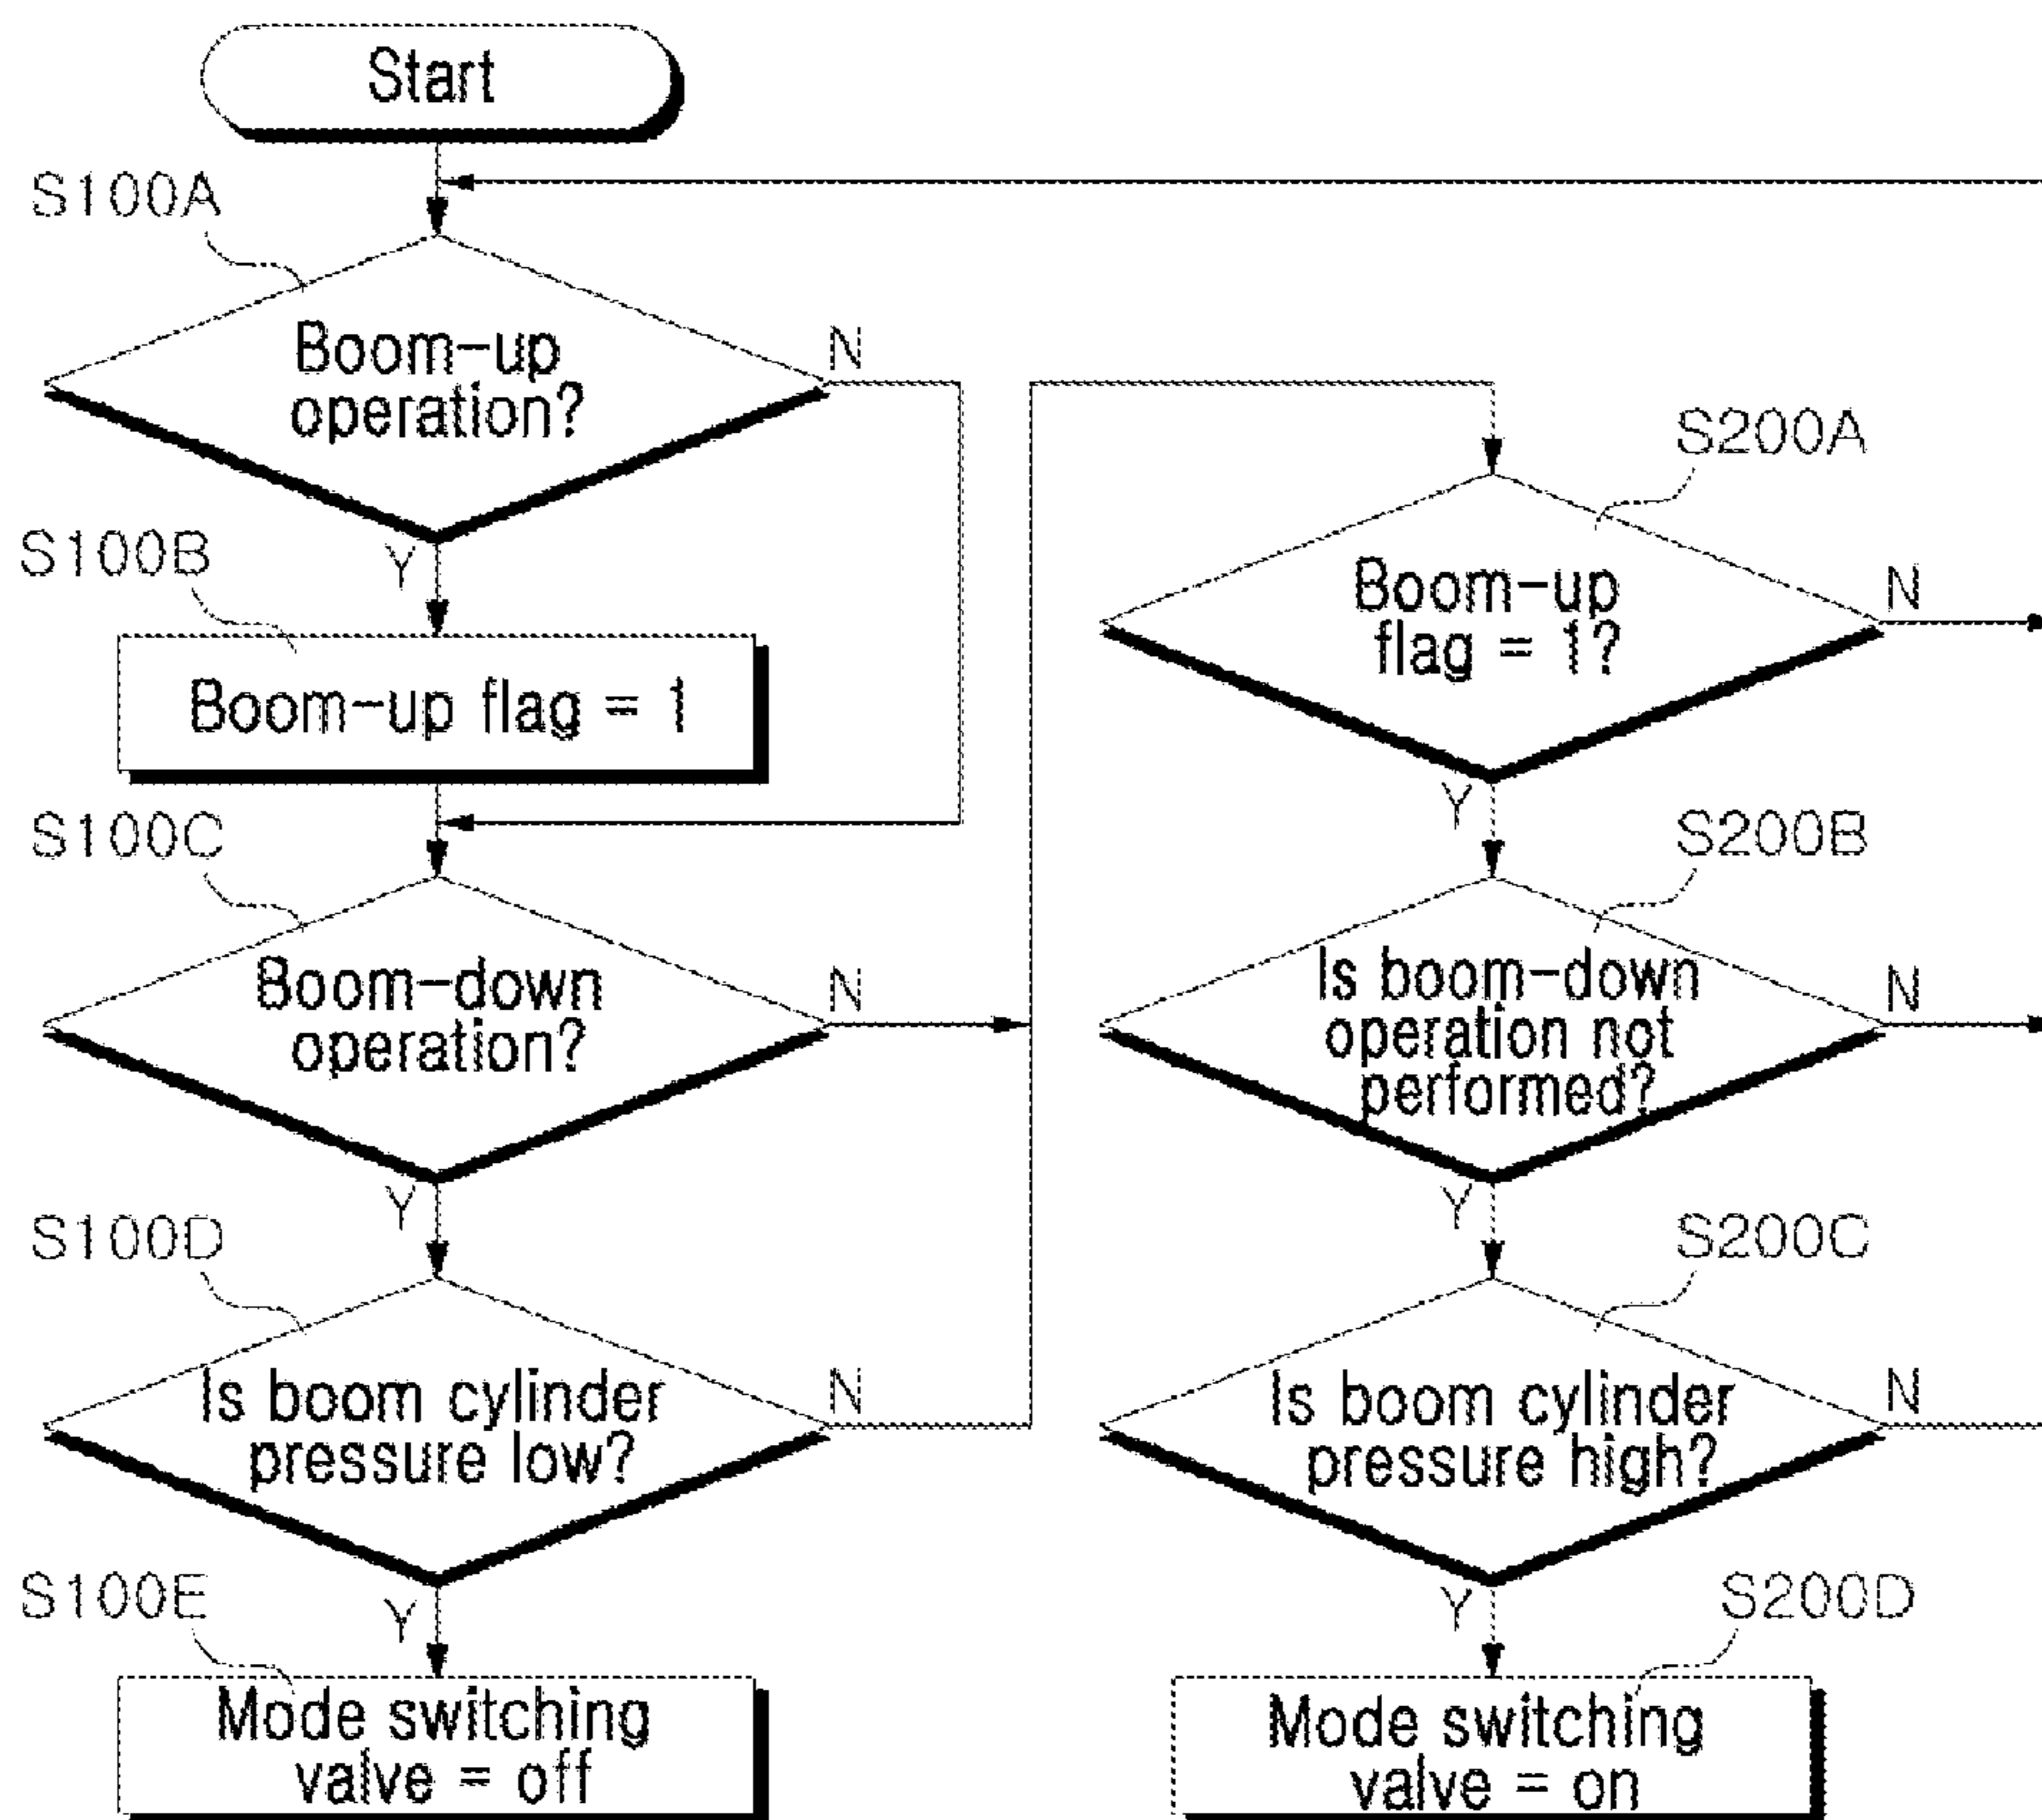 Start
S100A
Boom-up
operation?
N
Y
S100B
Boom-up flag = 1
S100C
Boom-down
operation?
N
Y
S100D
Is boom cylinder
pressure low?
N
Y
S100E
Mode switching
valve = off
S200A
Boom-up
flag = 1?
N
Y
S200B
Is boom-down
operation not
performed?
N
Y
S200C
Is boom cylinder
pressure high?
N
Y
S200D
Mode switching
valve = on